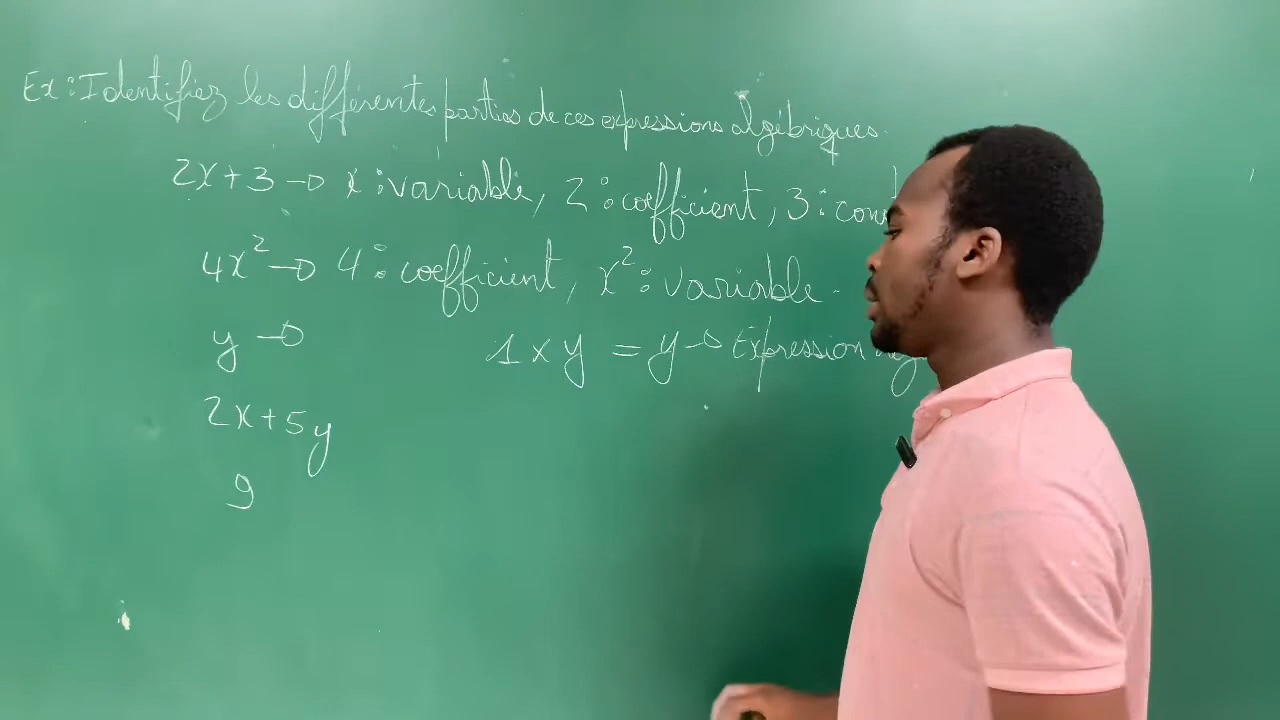 Ex : Identifiez les différentes parties de ces expressions algébriques.
2x+3 → x : variable, 2 : coefficient, 3 : con
4x² → 4 : coefficient, x² : variable.
y → 1 x y = y → Expression
2x+5y
9